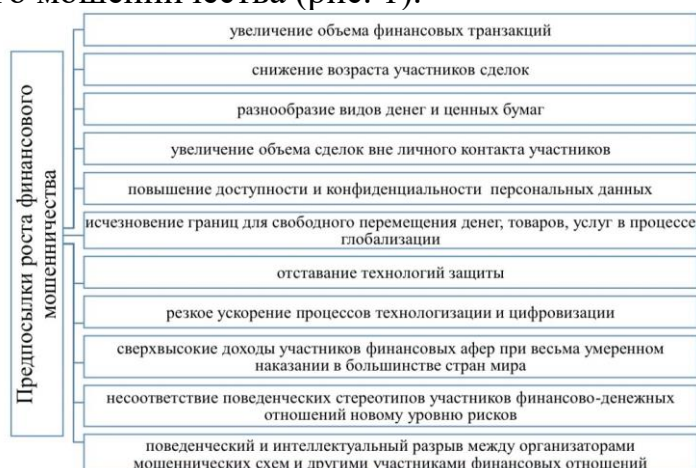 го мошенничества (рис. 1).
Предпосылки роста финансового
мошенничества
увеличение объема финансовых транзакций
снижение возраста участников сделок
разнообразие видов денег и ценных бумаг
увеличение объема сделок вне личного контакта участников
повышение доступности и конфиденциальности персональных данных
исчезновение границ для свободного перемещения денег, товаров, услуг в процессе
глобализации
отставание технологий защиты
резкое ускорение процессов технологизации и цифровизации
сверхвысокие доходы участников финансовых афер при весьма умеренном
наказании в большинстве стран мира
несоответствие поведенческих стереотипов участников финансово-денежных
отношений новому уровню рисков
поведенческий и интеллектуальный разрыв между организаторами
мошеннических схем и другими участниками финансовых отношений